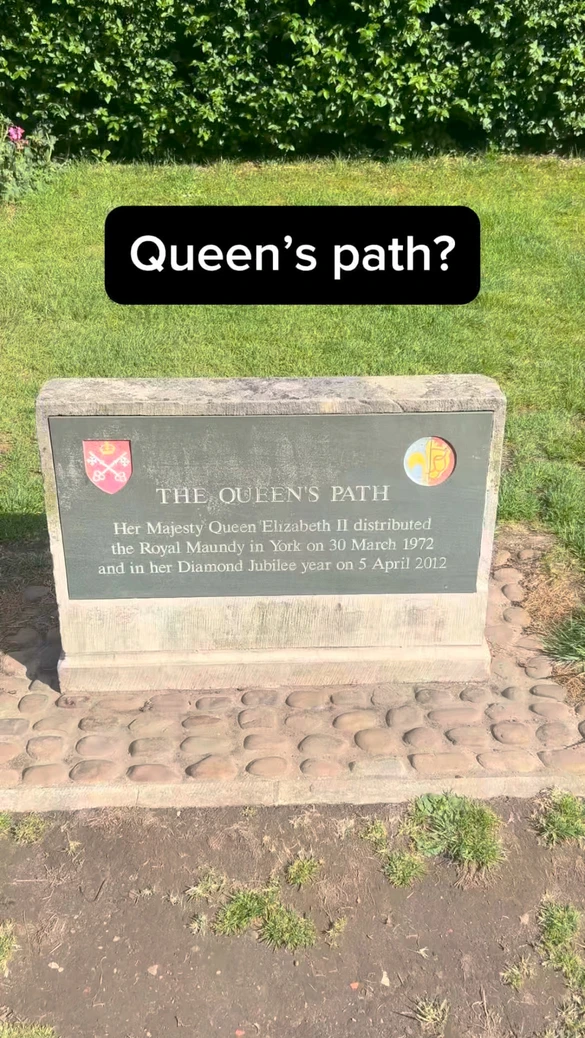 Queen’s path?
THE QUEEN'S PATH
Her Majesty Queen Elizabeth II distributed
the Royal Maundy in York on 30 March 1972
and in her Diamond Jubilee year on 5 April 2012